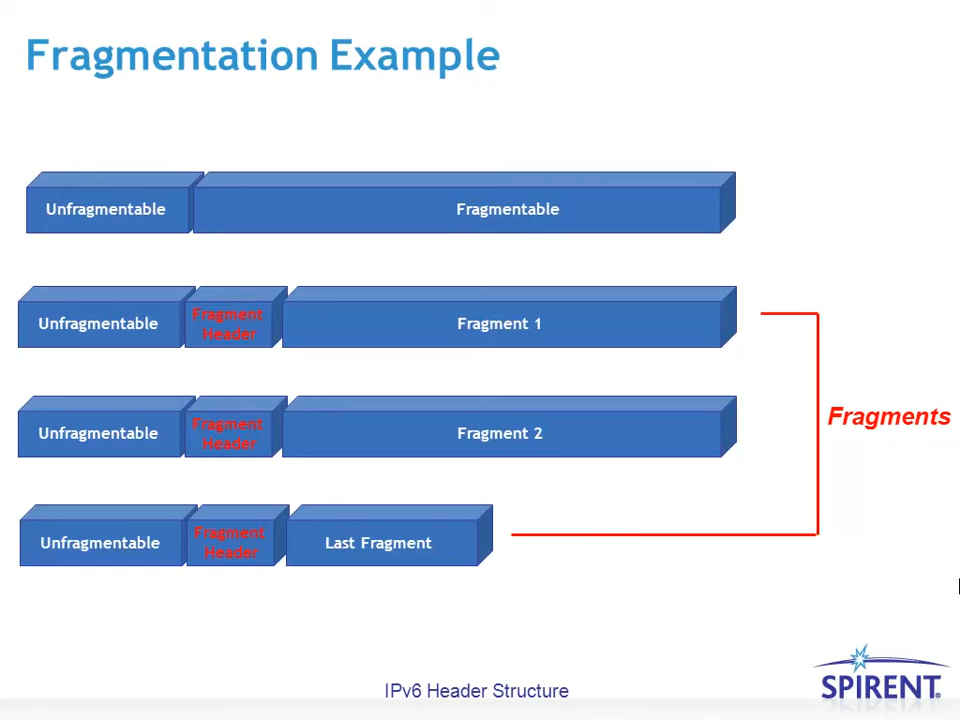 Fragmentation Example
Unfragmentable
Fragmentable
Unfragmentable
Fragment
Header
Fragment 1
Unfragmentable
Fragment
Header
Fragment 2
Fragments
Unfragmentable
Fragment
Header
Last Fragment
IPv6 Header Structure
SPIRENT®